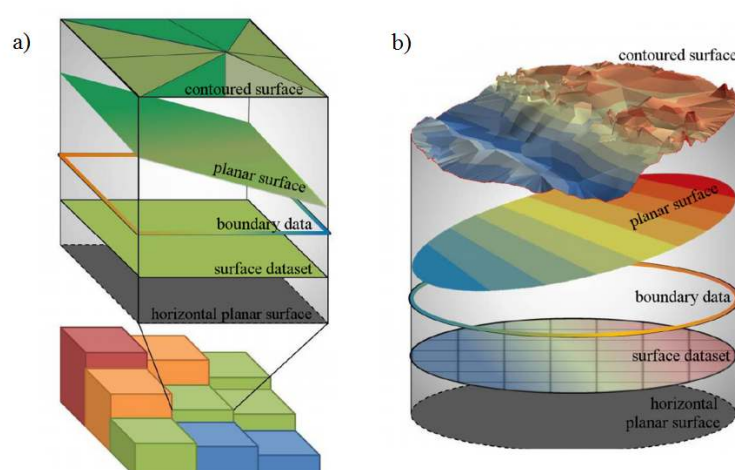 a)
contoured surface
planar surface
boundary data
surface dataset
horizontal planar surface
b)
contoured surface
planar surface
boundary data
surface dataset
horizontal
planar surface